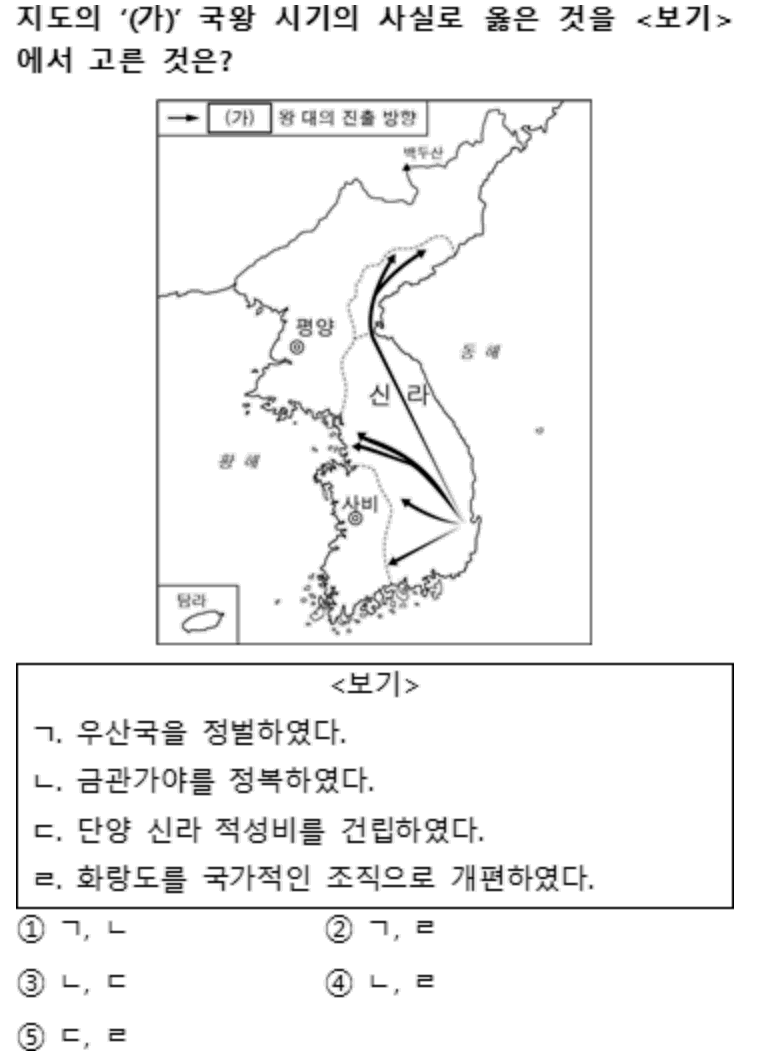 지도의 ‘(가)’ 국왕 시기의 사실로 옳은 것을 <보기>
에서 고른 것은?
→ (가) 왕 대의 진출 방향
백두산
평양
동 해
신 라
황 해
사비
탐라
<보기>
ㄱ. 우산국을 정벌하였다.
ㄴ. 금관가야를 정복하였다.
ㄷ. 단양 신라 적성비를 건립하였다.
ㄹ. 화랑도를 국가적인 조직으로 개편하였다.
① ㄱ, ㄴ ② ㄱ, ㄹ
③ ㄴ, ㄷ ④ ㄴ, ㄹ
⑤ ㄷ, ㄹ